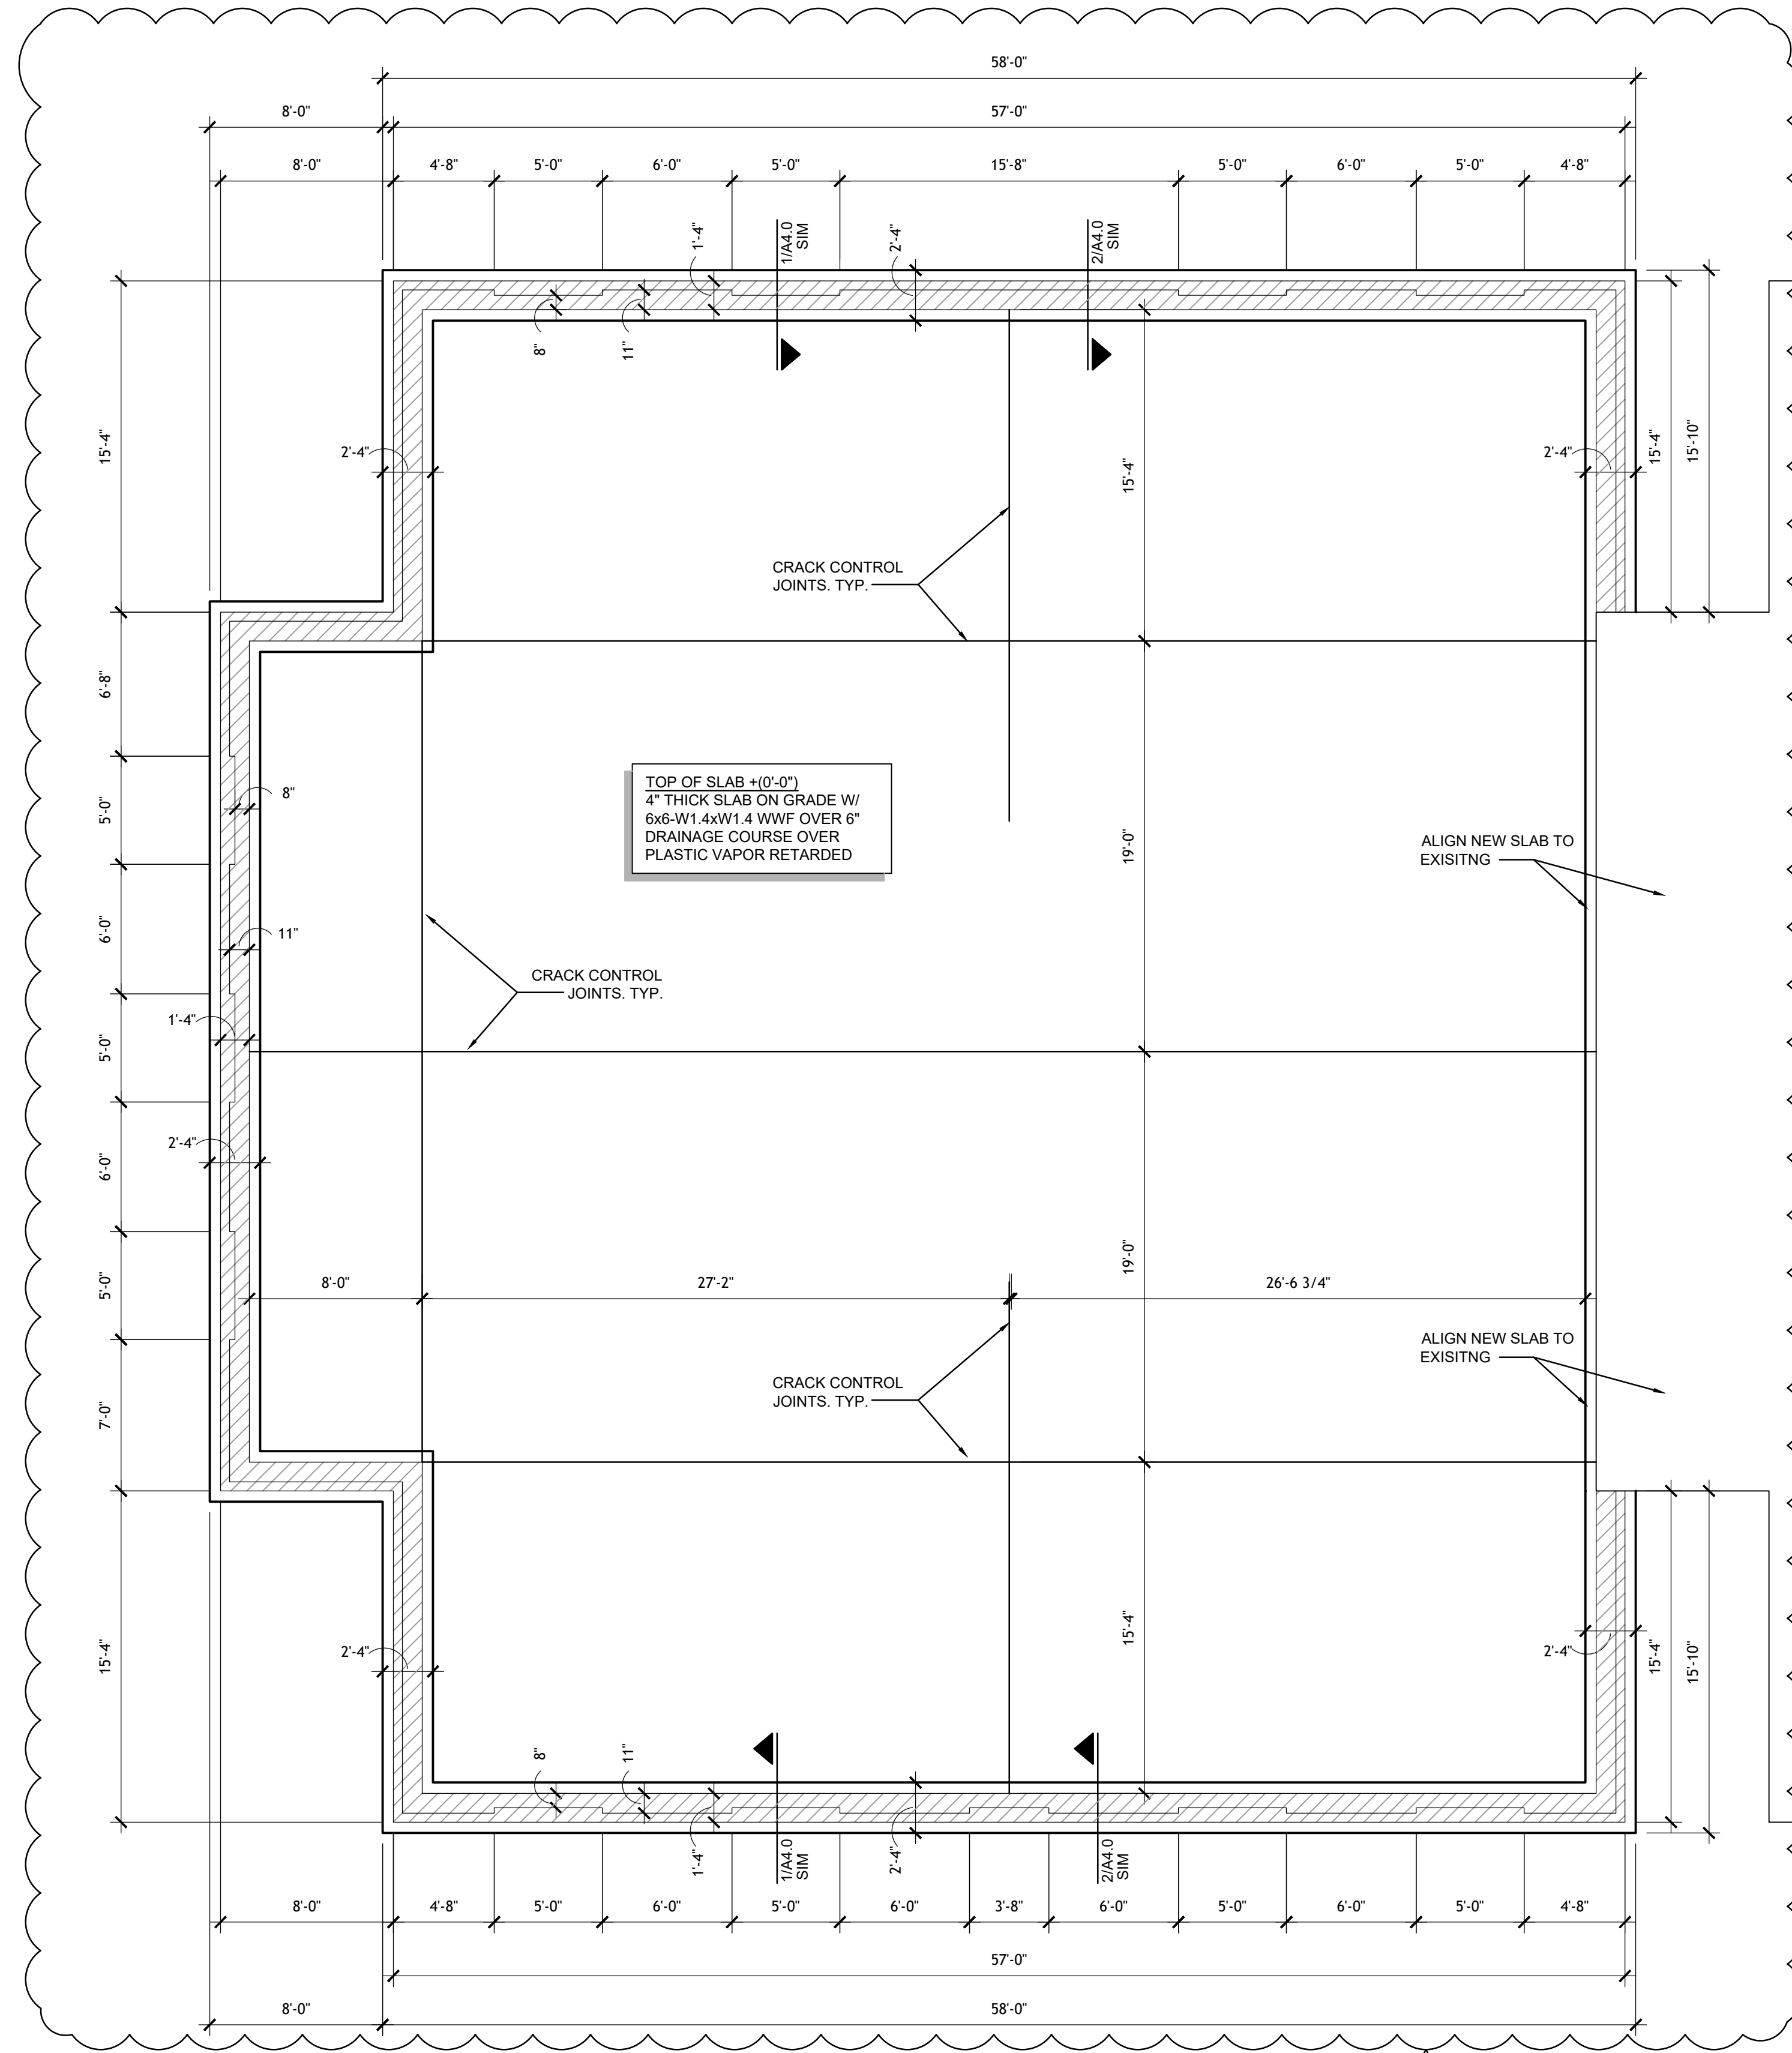 58'-0"
8'-0"
57'-0"
8'-0"
4'-8"
5'-0"
6'-0"
5'-0"
15'-8"
5'-0"
6'-0"
5'-0"
4'-8"
1'-4"
1/A4.0
SIM
2'-4"
2/A4.0
SIM
8"
11"
15'-4"
2'-4"
15'-4"
2'-4"
15'-4"
15'-10"
CRACK CONTROL
JOINTS. TYP.
6'-8"
8"
5'-0"
TOP OF SLAB +(0'-0")
4" THICK SLAB ON GRADE W/
6x6-W1.4xW1.4 WWF OVER 6"
DRAINAGE COURSE OVER
PLASTIC VAPOR RETARDED
19'-0"
ALIGN NEW SLAB TO
EXISITNG
6'-0"
11"
CRACK CONTROL
JOINTS. TYP.
1'-4"
5'-0"
2'-4"
6'-0"
5'-0"
8'-0"
27'-2"
19'-0"
26'-6 3/4"
ALIGN NEW SLAB TO
EXISITNG
7'-0"
CRACK CONTROL
JOINTS. TYP.
15'-4"
2'-4"
15'-4"
2'-4"
15'-4"
15'-10"
8"
11"
1'-4"
1/A4.0
SIM
2'-4"
2/A4.0
SIM
8'-0"
4'-8"
5'-0"
6'-0"
5'-0"
6'-0"
3'-8"
6'-0"
5'-0"
6'-0"
5'-0"
4'-8"
57'-0"
8'-0"
58'-0"